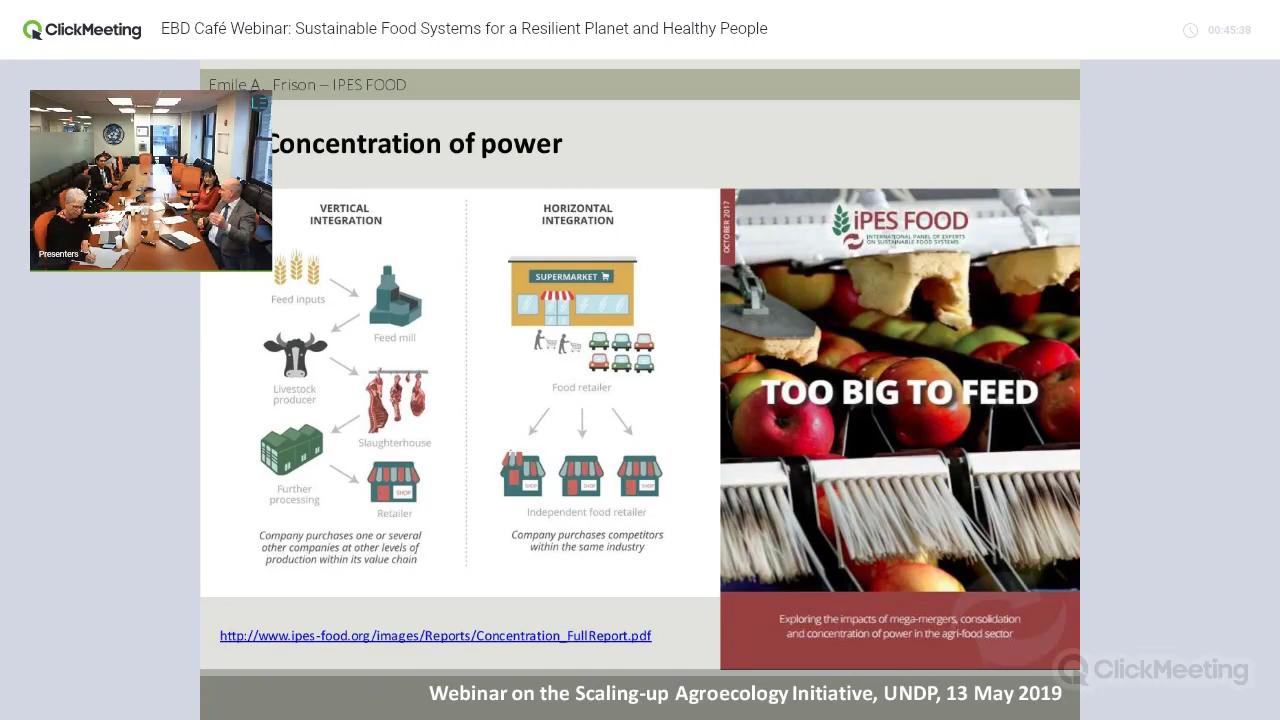 ClickMeeting
EBD Café Webinar: Sustainable Food Systems for a Resilient Planet and Healthy People
00:45:38
Emile A. Frison – IPES FOOD
Concentration of power
Presenters
VERTICAL
INTEGRATION
Feed inputs
Feed mill
Livestock
producer
Slaughterhouse
Further
processing
SHOP
Retailer
Company purchases one or several
other companies at other levels of
production within its value chain
HORIZONTAL
INTEGRATION
SUPERMARKET
Food retailer
SHOP
SHOP
SHOP
Independent food retailer
Company purchases competitors
within the same industry
OCTOBER 2017
iPES FOOD
INTERNATIONAL PANEL OF EXPERTS
ON SUSTAINABLE FOOD SYSTEMS
TOO BIG TO FEED
Exploring the impacts of mega-mergers, consolidation
and concentration of power in the agri-food sector
http://www.ipes-food.org/images/Reports/Concentration_FullReport.pdf
ClickMeeting
Webinar on the Scaling-up Agroecology Initiative, UNDP, 13 May 2019